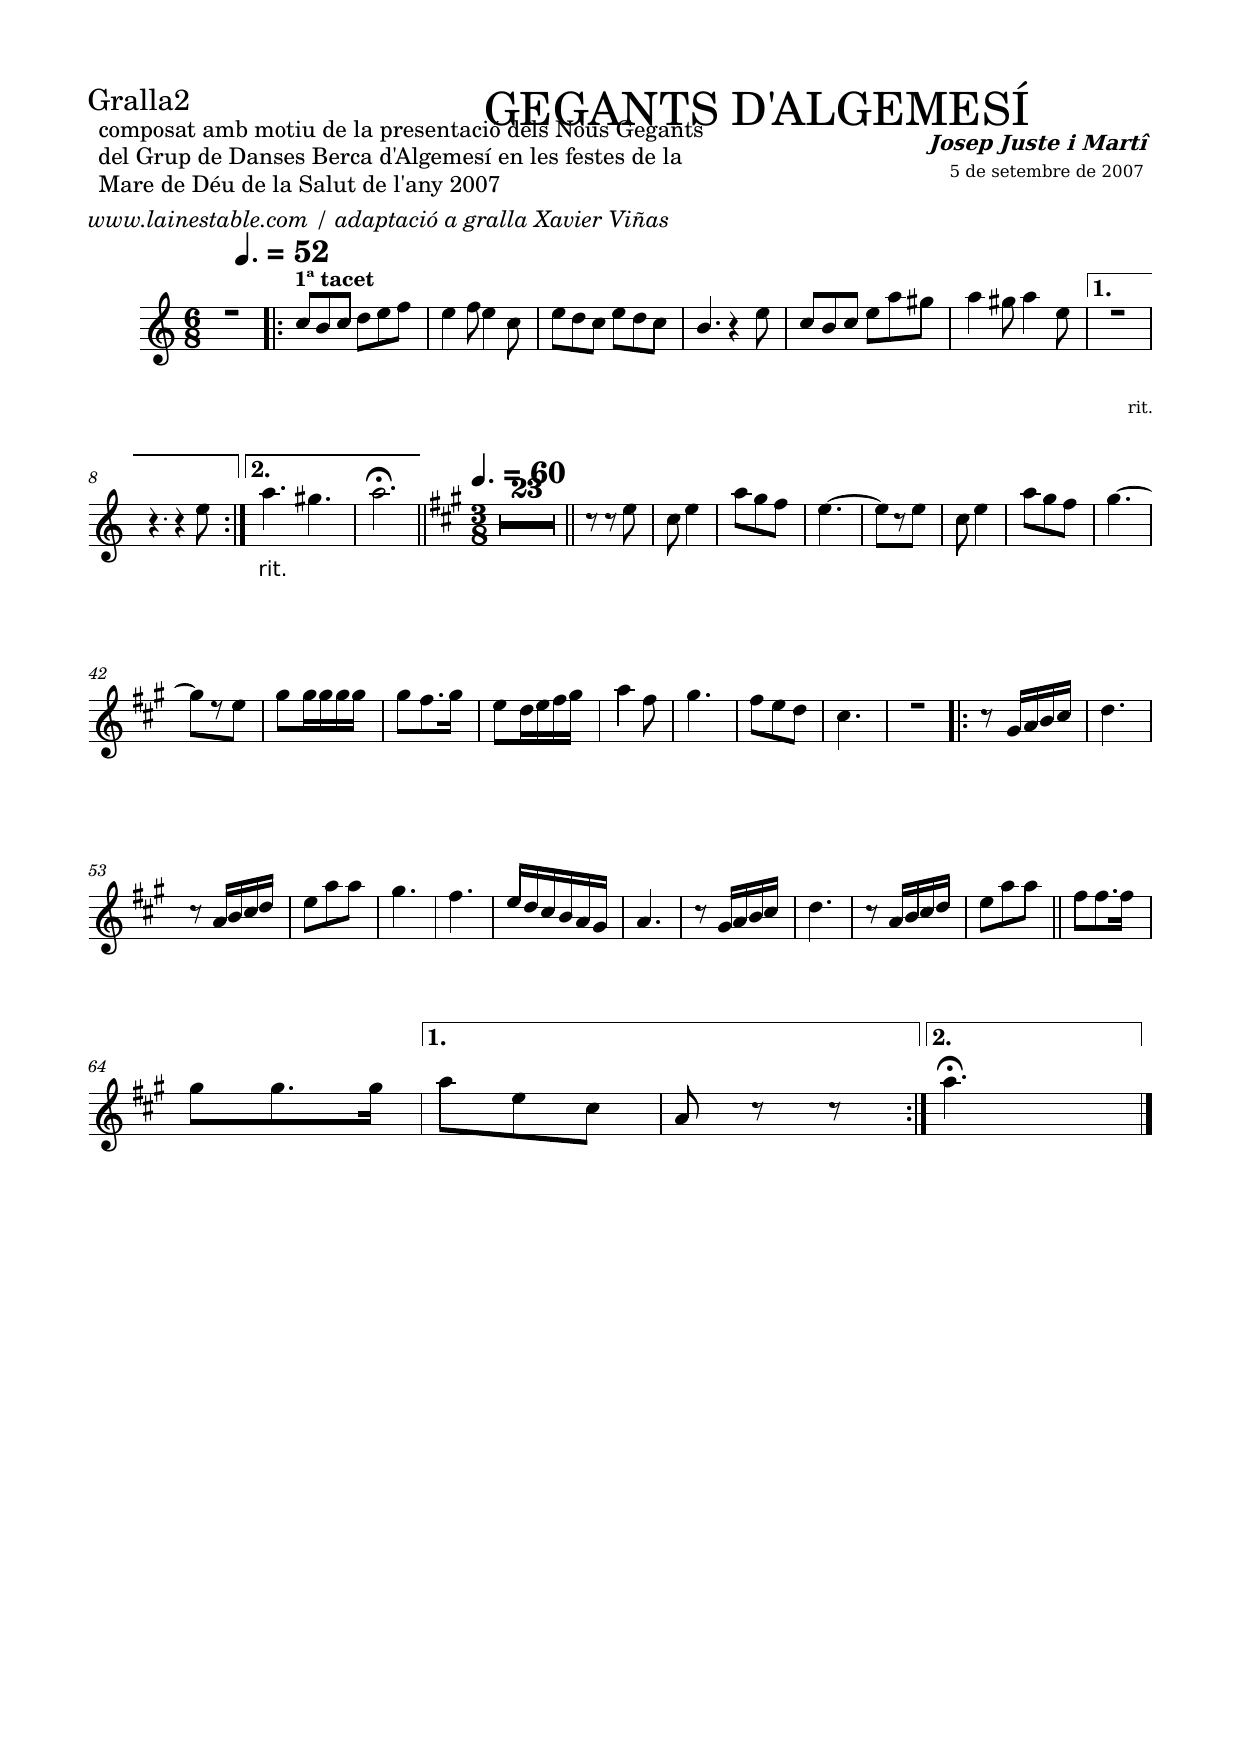 Gralla2
GEGANTS D'ALGEMESÍ
composat amb motiu de la presentació dels Nous Gegants
del Grup de Danses Berca d'Algemesí en les festes de la
Mare de Déu de la Salut de l'any 2007
Josep Juste i Martî
5 de setembre de 2007
www.lainestable.com / adaptació a gralla Xavier Viñas
= 52
1ª tacet
6
8
1.
rit.
8
2.
= 60
3
8
23
rit.
42
53
64
1.
2.